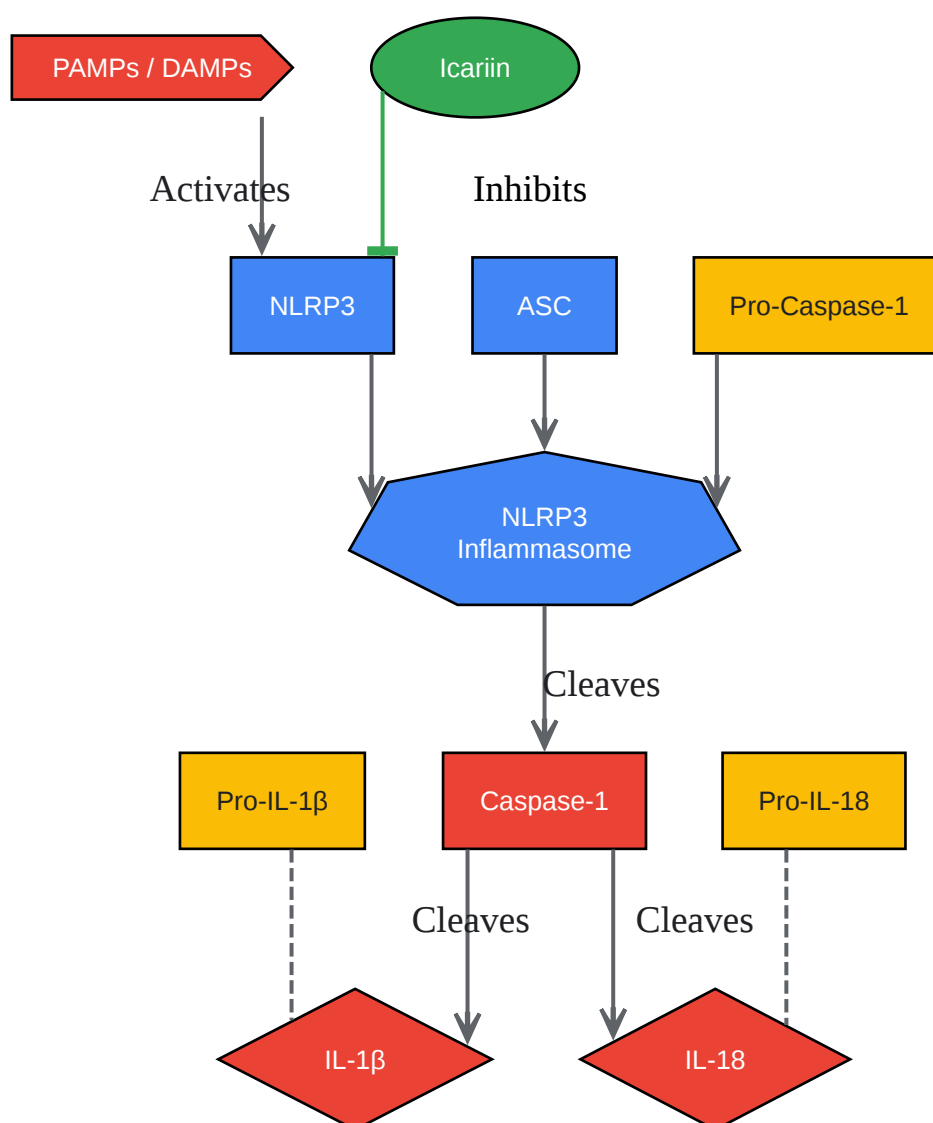 PAMPs / DAMPs
Icariin
Activates
Inhibits
NLRP3
ASC
Pro-Caspase-1
NLRP3
Inflammasome
Cleaves
Pro-IL-1β
Caspase-1
Pro-IL-18
Cleaves
Cleaves
IL-1β
IL-18